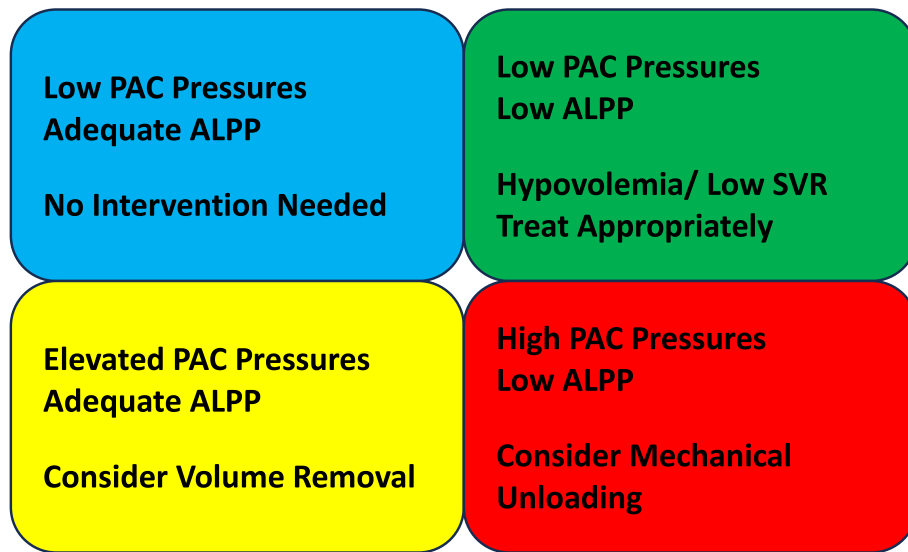 Low PAC Pressures
Adequate ALPP
No Intervention Needed
Low PAC Pressures
Low ALPP
Hypovolemia/ Low SVR
Treat Appropriately
Elevated PAC Pressures
Adequate ALPP
Consider Volume Removal
High PAC Pressures
Low ALPP
Consider Mechanical
Unloading